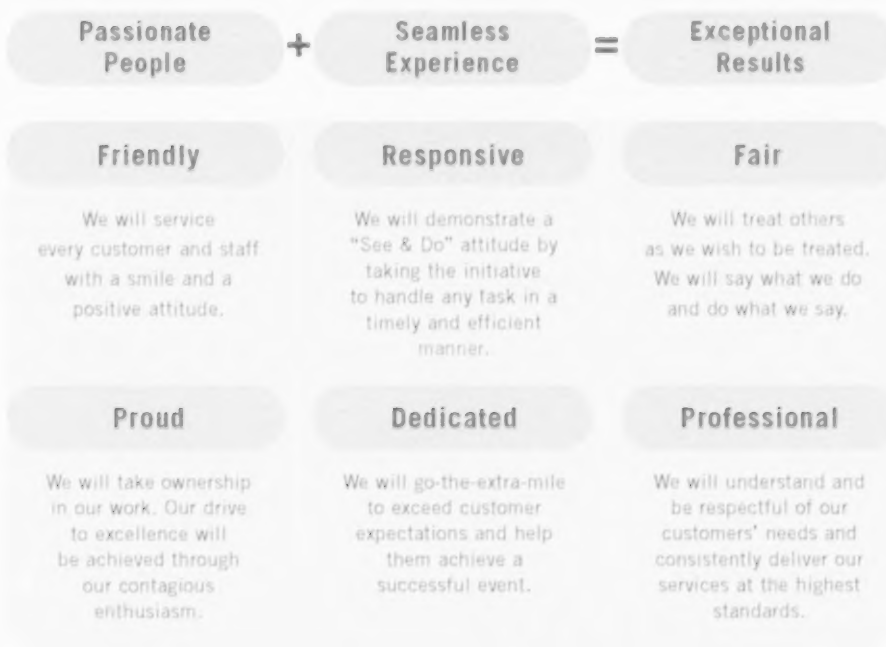 Passionate
People
+
Seamless
Experience
=
Exceptional
Results
Friendly
We will service
every customer and staff
with a smile and a
positive attitude.
Responsive
We will demonstrate a
"See & Do" attitude by
taking the initiative
to handle any task in a
timely and efficient
manner.
Fair
We will treat others
as we wish to be treated.
We will say what we do
and do what we say.
Proud
We will take ownership
in our work. Our drive
to excellence will
be achieved through
our contagious
enthusiasm.
Dedicated
We will go-the-extra-mile
to exceed customer
expectations and help
them achieve a
successful event.
Professional
We will understand and
be respectful of our
customers' needs and
consistently deliver our
services at the highest
standards.